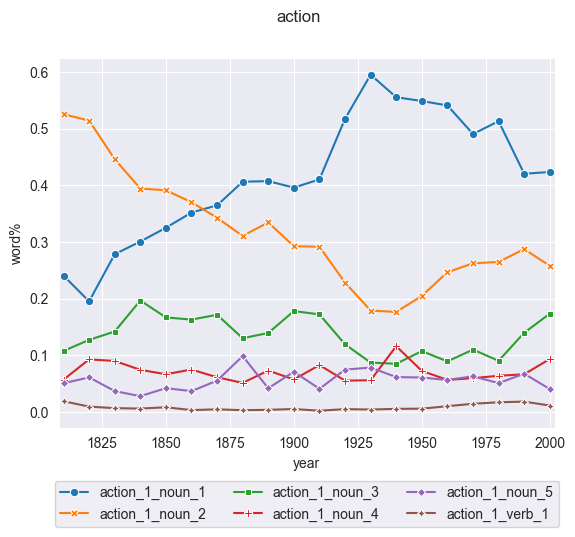 action
0.6
0.5
0.4
0.3
0.2
0.1
0.0
word%
1825 1850 1875 1900 1925 1950 1975 2000
year
action_1_noun_1 action_1_noun_3 action_1_noun_5
action_1_noun_2 action_1_noun_4 action_1_verb_1